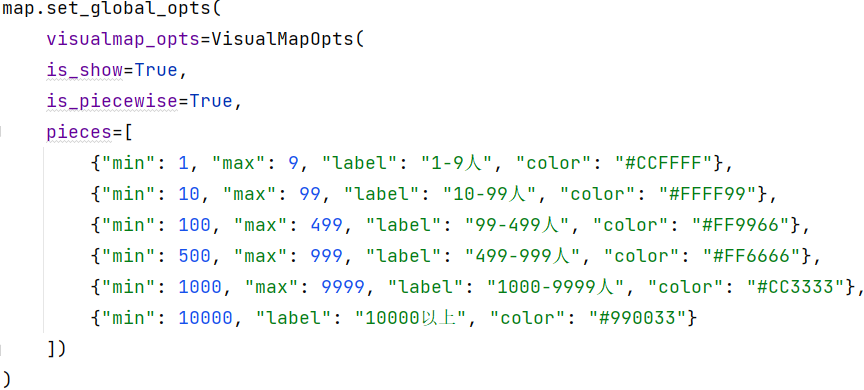 map.set_global_opts(
    visualmap_opts=VisualMapOpts(
    is_show=True,
    is_piecewise=True,
    pieces=[
        {"min": 1, "max": 9, "label": "1-9人", "color": "#CCFFFF"},
        {"min": 10, "max": 99, "label": "10-99人", "color": "#FFFF99"},
        {"min": 100, "max": 499, "label": "99-499人", "color": "#FF9966"},
        {"min": 500, "max": 999, "label": "499-999人", "color": "#FF6666"},
        {"min": 1000, "max": 9999, "label": "1000-9999人", "color": "#CC3333"},
        {"min": 10000, "label": "10000以上", "color": "#990033"}
    ])
)